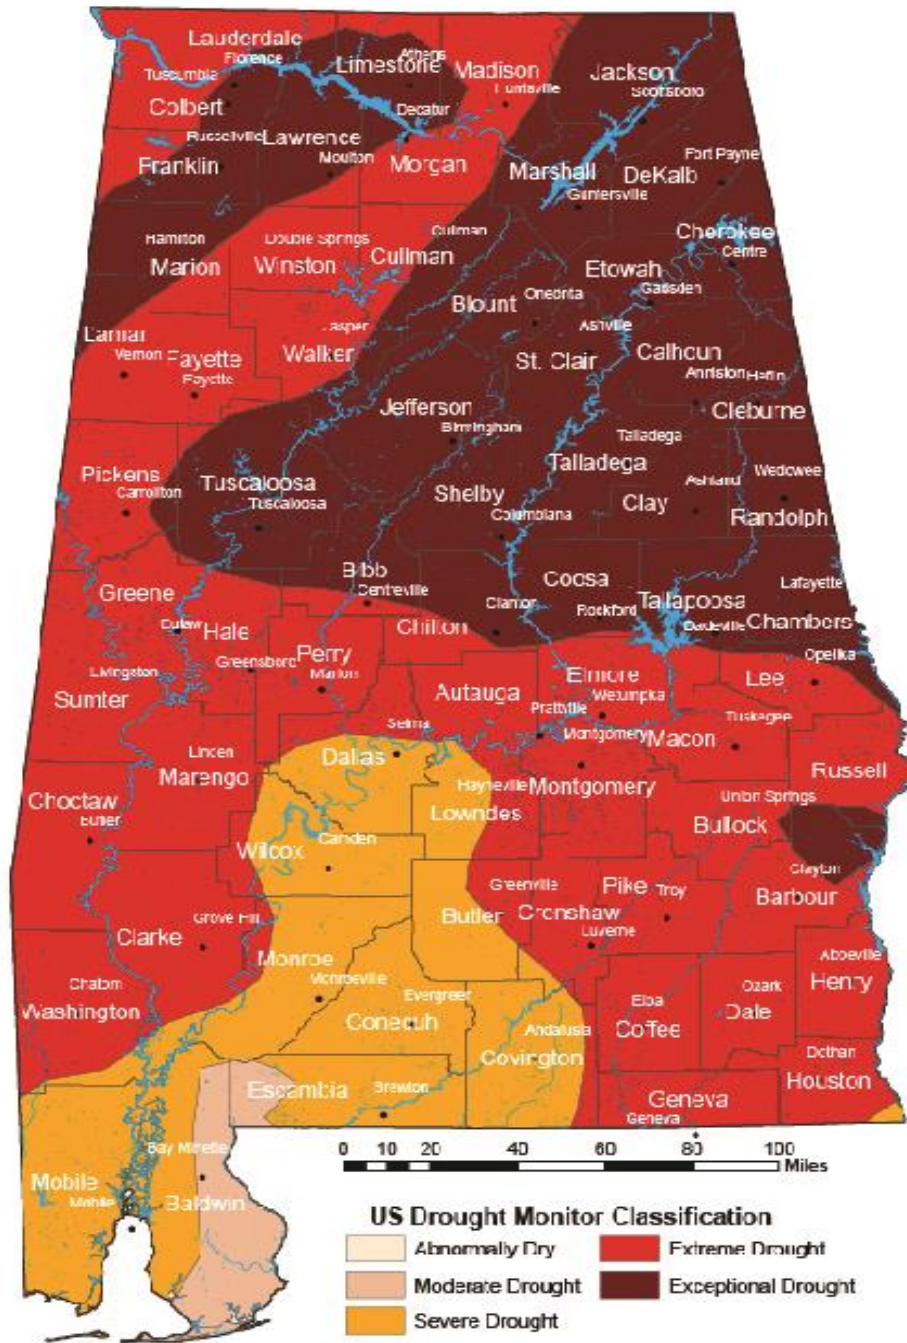 Lauderdale
Florence
Limestone
Athens
Madison
Huntsville
Jackson
Scottsboro
Tuscumbia
Colbert
Decatur
Russellville
Lawrence
Moulton
Franklin
Morgan
Marshall
Guntersville
DeKalb
Fort Payne
Cherokee
Centre
Hamilton
Marion
Double Springs
Winston
Cullman
Cullman
Etowah
Gadsden
Blount
Oneonta
Ashville
Lamar
Vernon
Fayette
Fayette
Jasper
Walker
St. Clair
Calhoun
Anniston
Heflin
Cleburne
Jefferson
Birmingham
Talladega
Talladega
Pickens
Carrollton
Tuscaloosa
Tuscaloosa
Shelby
Columbiana
Clay
Ashland
Wedowee
Randolph
Bibb
Centreville
Coosa
Rockford
Clanton
Chilton
Tallapoosa
Dadeville
Lafayette
Chambers
Greene
Eutaw
Hale
Greensboro
Perry
Marion
Opelika
Lee
Livingston
Sumter
Autauga
Prattville
Elmore
Wetumpka
Tuskegee
Macon
Selma
Dallas
Montgomery
Montgomery
Linden
Marengo
Hayneville
Lowndes
Russell
Union Springs
Bullock
Choctaw
Butler
Wilcox
Camden
Clayton
Barbour
Greenville
Butler
Crenshaw
Luverne
Pike
Troy
Grove Hill
Clarke
Monroe
Monroeville
Abbeville
Henry
Chatom
Washington
Evergreen
Conecuh
Andalusia
Covington
Elba
Coffee
Ozark
Dale
Dothan
Houston
Escambia
Brewton
Geneva
Geneva
Bay Minette
Mobile
Mobile
Baldwin
0 20 40 60 80 100
Miles
US Drought Monitor Classification
Abnormally Dry
Extreme Drought
Moderate Drought
Exceptional Drought
Severe Drought